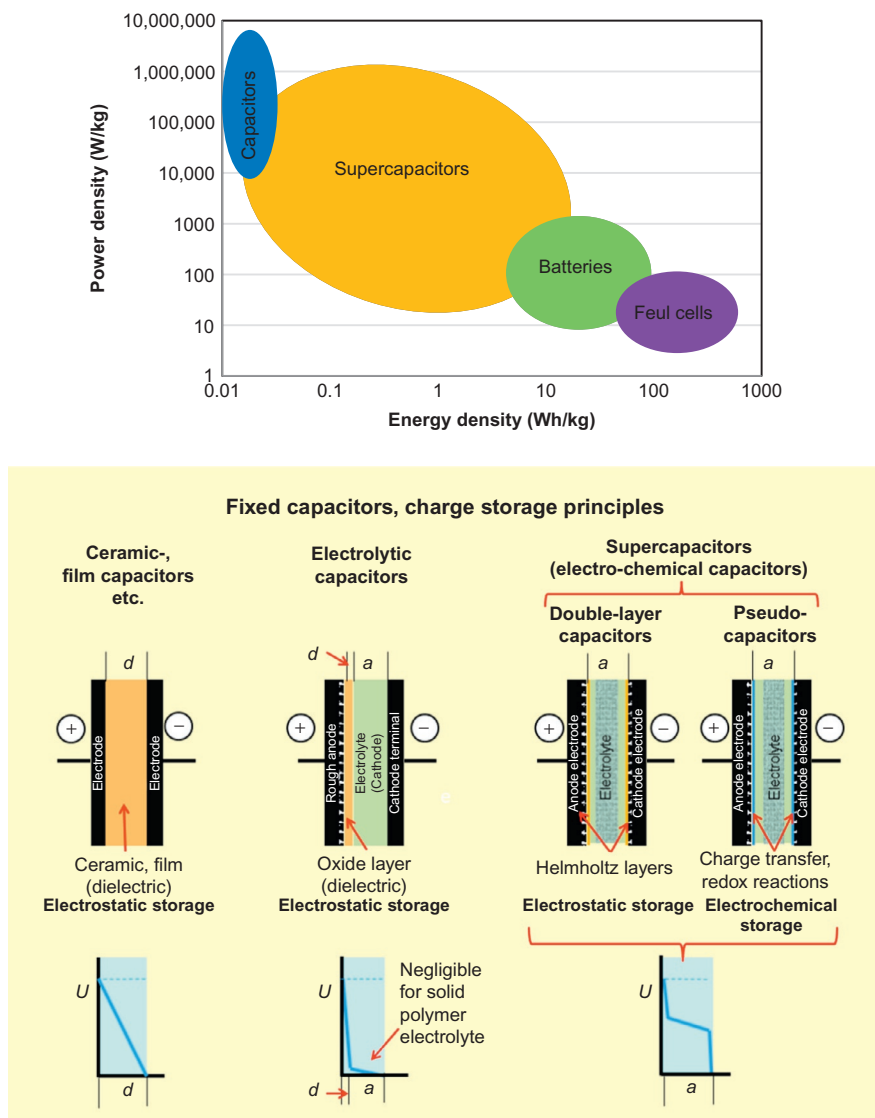 10,000,000
1,000,000
100,000
10,000
1000
100
10
1
Power density (W/kg)
Capacitors
Supercapacitors
Batteries
Feul cells
0.01
0.1
1
10
100
1000
Energy density (Wh/kg)
Fixed capacitors, charge storage principles
Ceramic-,
film capacitors
etc.
Electrolytic
capacitors
Supercapacitors
(electro-chemical capacitors)
Double-layer
capacitors
Pseudo-
capacitors
d
d
a
a
a
+
Electrode
Electrode
−
+
Rough anode
Electrolyte
(Cathode)
Cathode terminal
−
+
Anode electrode
Electrolyte
Cathode electrode
−
+
Anode electrode
Electrolyte
Cathode electrode
−
e
Ceramic, film
(dielectric)
Electrostatic storage
Oxide layer
(dielectric)
Electrostatic storage
Helmholtz layers
Electrostatic storage
Charge transfer,
redox reactions
Electrochemical
storage
U
d
U
Negligible
for solid
polymer
electrolyte
d
a
U
a